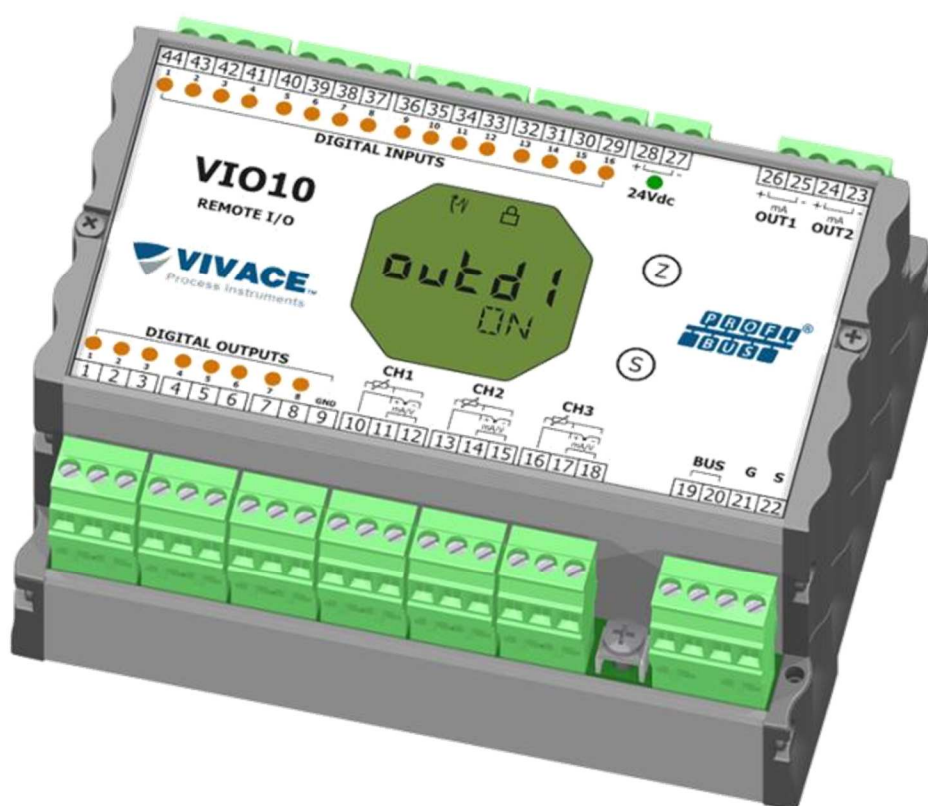 44 43 42 41 40 39 38 37 36 35 34 33 32 31 30 29 28 27 26 25 24 23
1 2 3 4 5 6 7 8 9 10 11 12 13 14 15 16 + - + - + -
DIGITAL INPUTS
24Vdc
mA mA
OUT1 OUT2
VIO10
REMOTE I/O
Z
outd1
ON
VIVACE™
Process Instruments
PROFI®
BUS
S
DIGITAL OUTPUTS
1 2 3 4 5 6 7 8 GND
CH1 CH2 CH3
+ - + - + -
mA/V mA/V mA/V
BUS G S
1 2 3 4 5 6 7 8 9 10 11 12 13 14 15 16 17 18 19 20 21 22